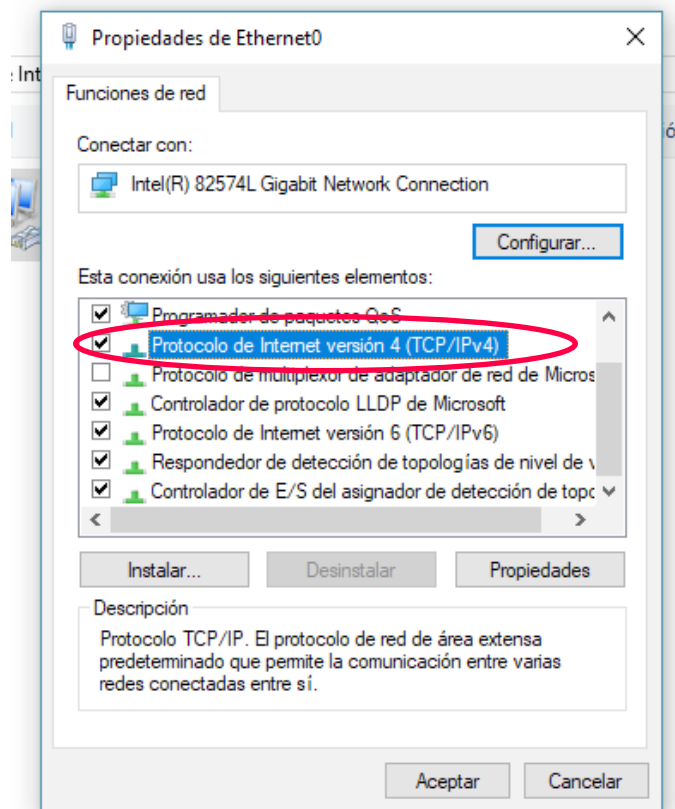 Propiedades de Ethernet0
: Int
Funciones de red
Conectar con:
Intel(R) 82574L Gigabit Network Connection
Configurar...
Esta conexión usa los siguientes elementos:
Programador de paquetes QoS
Protocolo de Internet versión 4 (TCP/IPv4)
Protocolo de multiplexor de adaptador de red de Micros
Controlador de protocolo LLDP de Microsoft
Protocolo de Internet versión 6 (TCP/IPv6)
Respondedor de detección de topologías de nivel de v
Controlador de E/S del asignador de detección de topo
Instalar...
Desinstalar
Propiedades
Descripción
Protocolo TCP/IP. El protocolo de red de área extensa
predeterminado que permite la comunicación entre varias
redes conectadas entre sí.
Aceptar
Cancelar